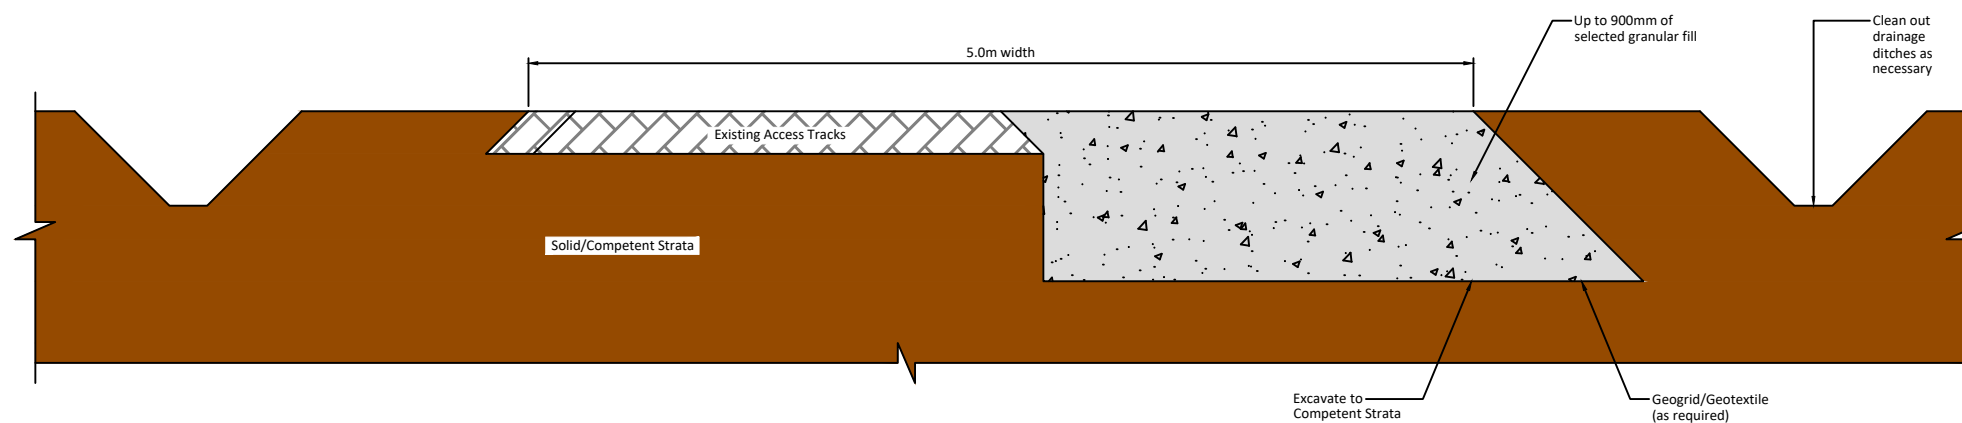 Up to 900mm of
selected granular fill
Clean out
drainage
ditches as
necessary
5.0m width
Existing Access Tracks
Solid/Competent Strata
Excavate to
Competent Strata
Geogrid/Geotextile
(as required)